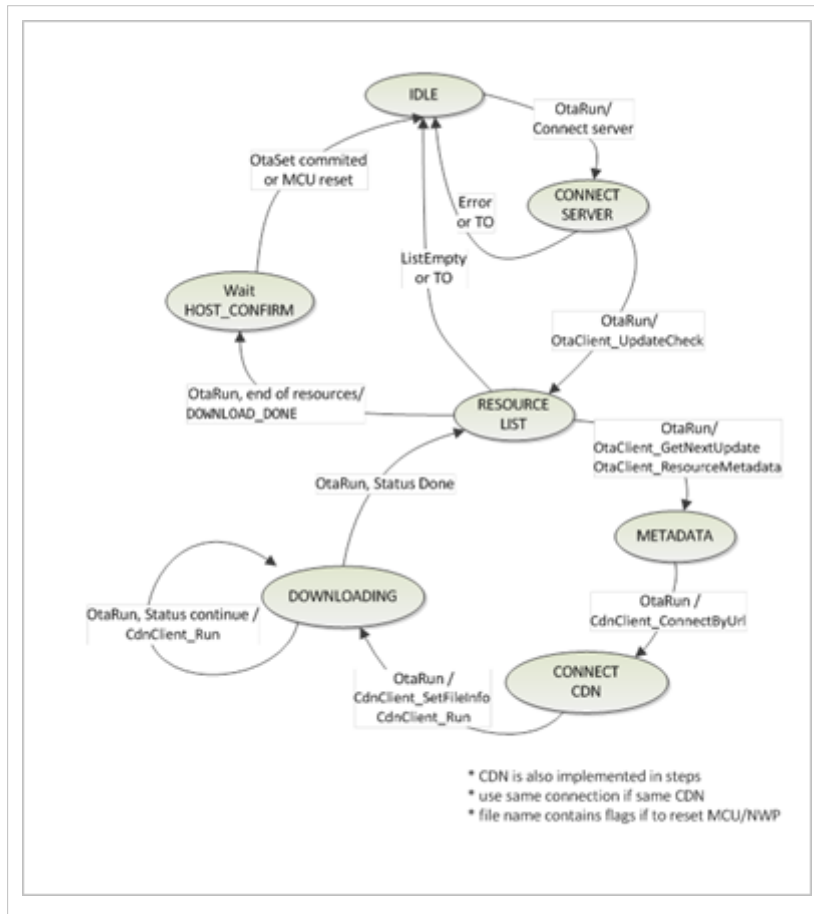 IDLE
OtaRun/
Connect server
OtaSet commited
or MCU reset
Error
or TO
CONNECT
SERVER
ListEmpty
or TO
Wait
HOST_CONFIRM
OtaRun/
OtaClient_UpdateCheck
OtaRun, end of resources/
DOWNLOAD_DONE
RESOURCE
LIST
OtaRun/
OtaClient_GetNextUpdate
OtaClient_ResourceMetadata
OtaRun, Status Done
METADATA
DOWNLOADING
OtaRun, Status continue /
CdnClient_Run
OtaRun /
CdnClient_ConnectByUrl
OtaRun /
CdnClient_SetFileInfo
CdnClient_Run
CONNECT
CDN
* CDN is also implemented in steps
* use same connection if same CDN
* file name contains flags if to reset MCU/NWP